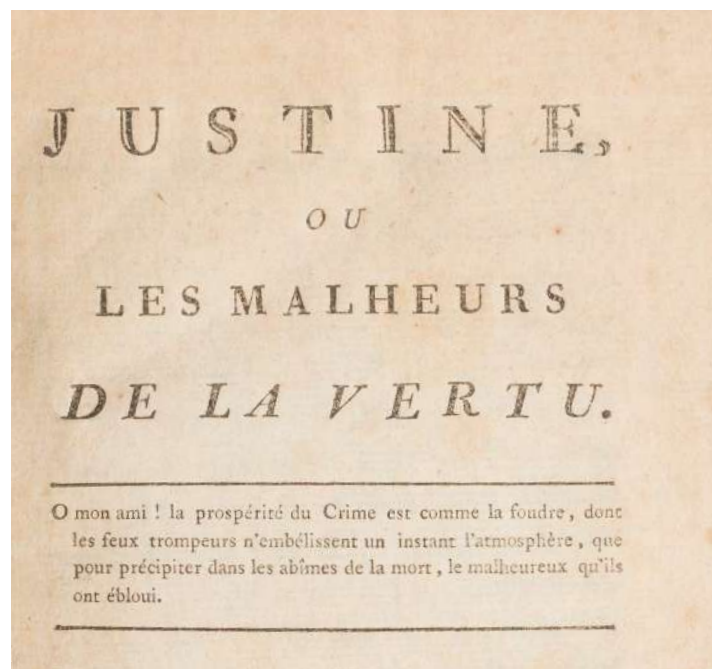 JUSTINE,
OU
LES MALHEURS
DE LA VERTU.
O mon ami ! la prospérité du Crime est comme la foudre, dont
les feux trompeurs n'embélissent un instant l'atmosphère, que
pour précipiter dans les abîmes de la mort, le malheureux qu'ils
ont ébloui.